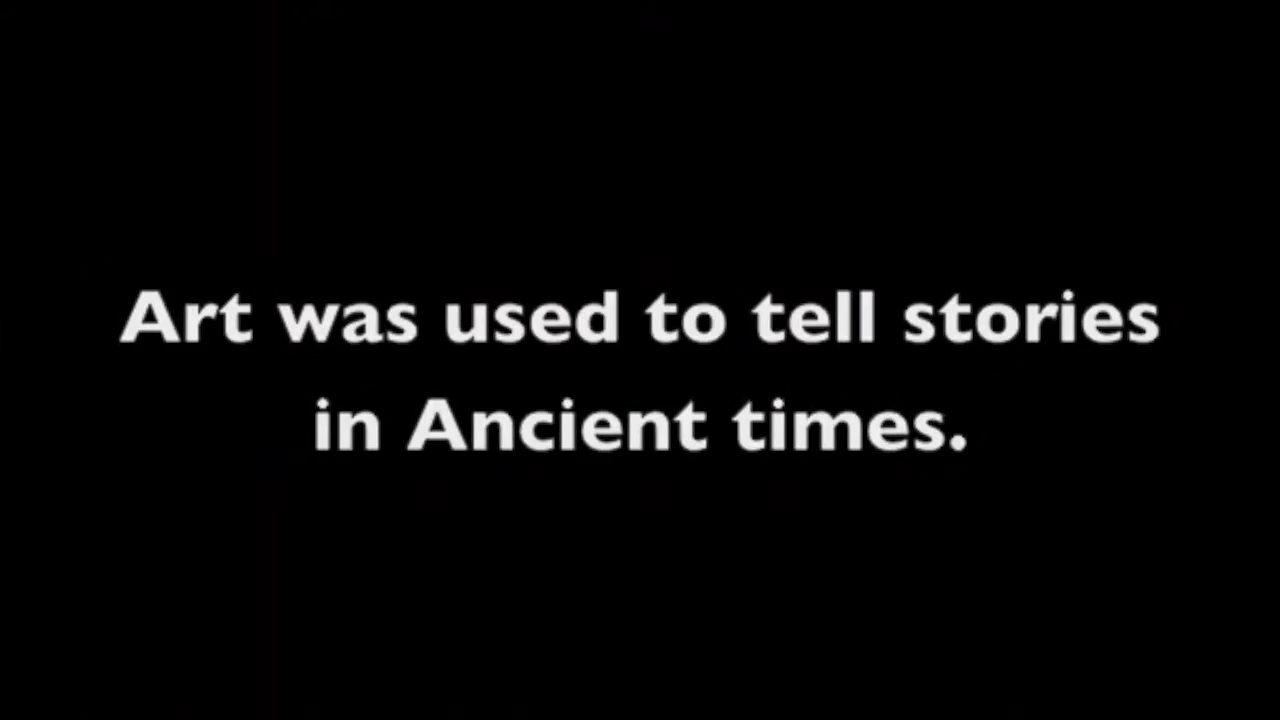 Art was used to tell stories
in Ancient times.